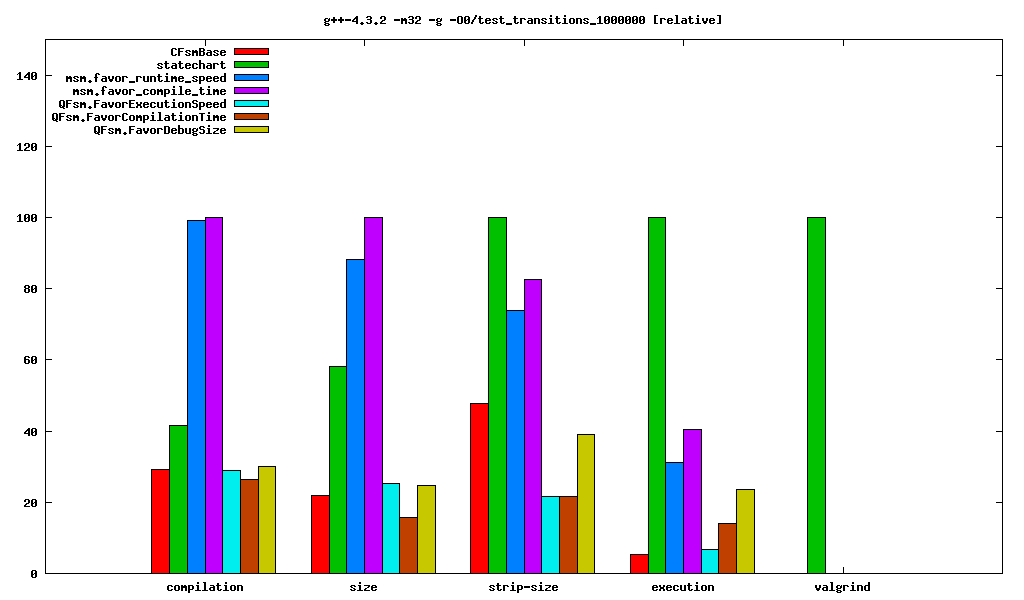 g++-4.3.2 -m32 -g -O0/test_transitions_1000000 [relative]
CFsmBase
statechart
msm.favor_runtime_speed
msm.favor_compile_time
QFsm.FavorExecutionSpeed
QFsm.FavorCompilationTime
QFsm.FavorDebugSize
140
120
100
80
60
40
20
0
compilation size strip-size execution valgrind